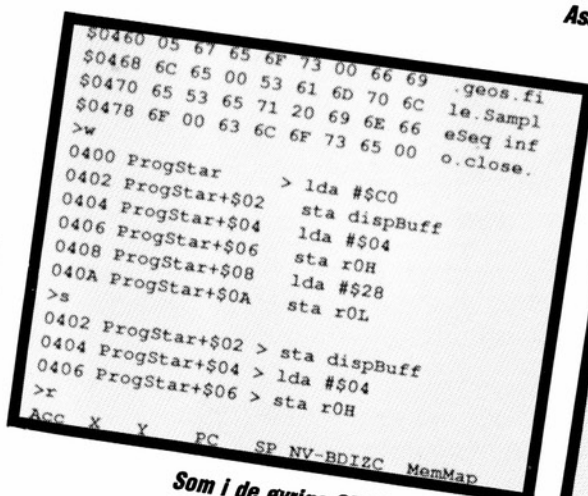 As
$0460 05 67 65 6F 73 00 66 69 .geos.fi
$0468 6C 65 00 53 61 6D 70 6C le.Sampl
$0470 65 53 65 71 20 69 6E 66 eSeq inf
$0478 6F 00 63 6C 6F 73 65 00 o.close.
>w
0400 ProgStar > lda #$C0
0402 ProgStar+$02 sta dispBuff
0404 ProgStar+$04 lda #$04
0406 ProgStar+$06 sta r0H
0408 ProgStar+$08 lda #$28
040A ProgStar+$0A sta r0L
>s
0402 ProgStar+$02 > sta dispBuff
0404 ProgStar+$04 > lda #$04
0406 ProgStar+$06 > sta r0H
>r
Acc X Y PC SP NV-BDIZC MemMap
Som i de øvrige